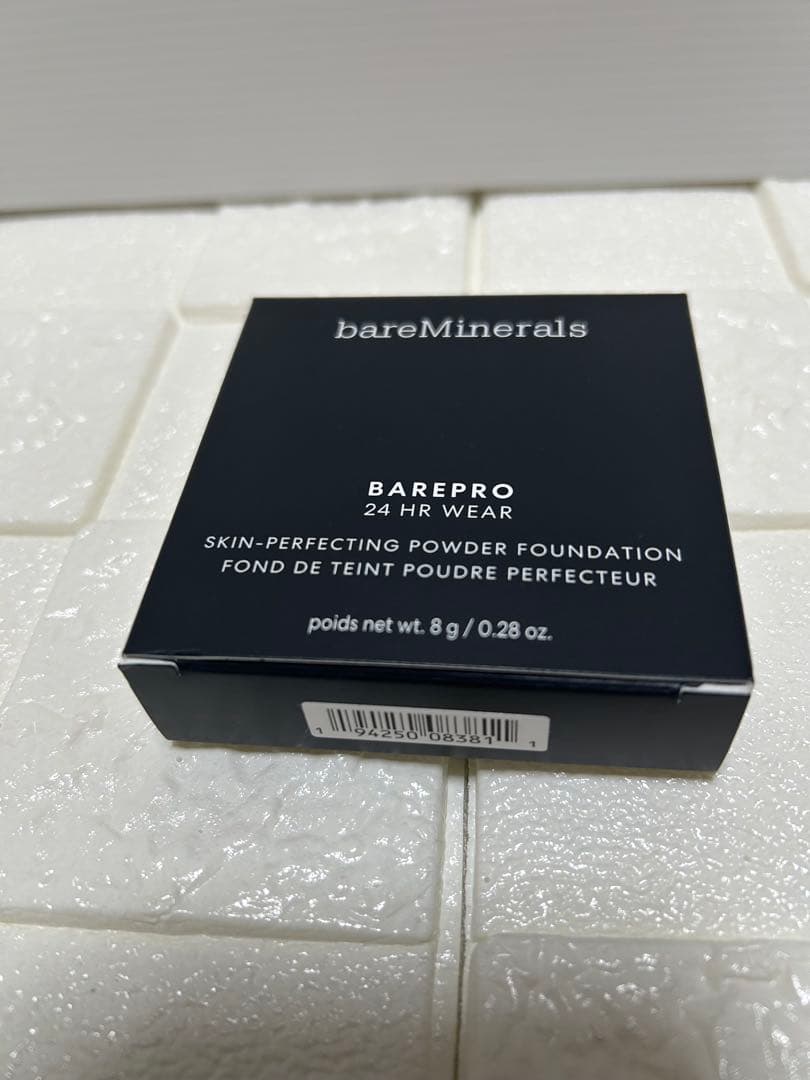 bareMinerals
BAREPRO
24 HR WEAR
SKIN-PERFECTING POWDER FOUNDATION
FOND DE TEINT POUDRE PERFECTEUR
poids net wt. 8 g / 0.28 oz.
1 94250 08381 1